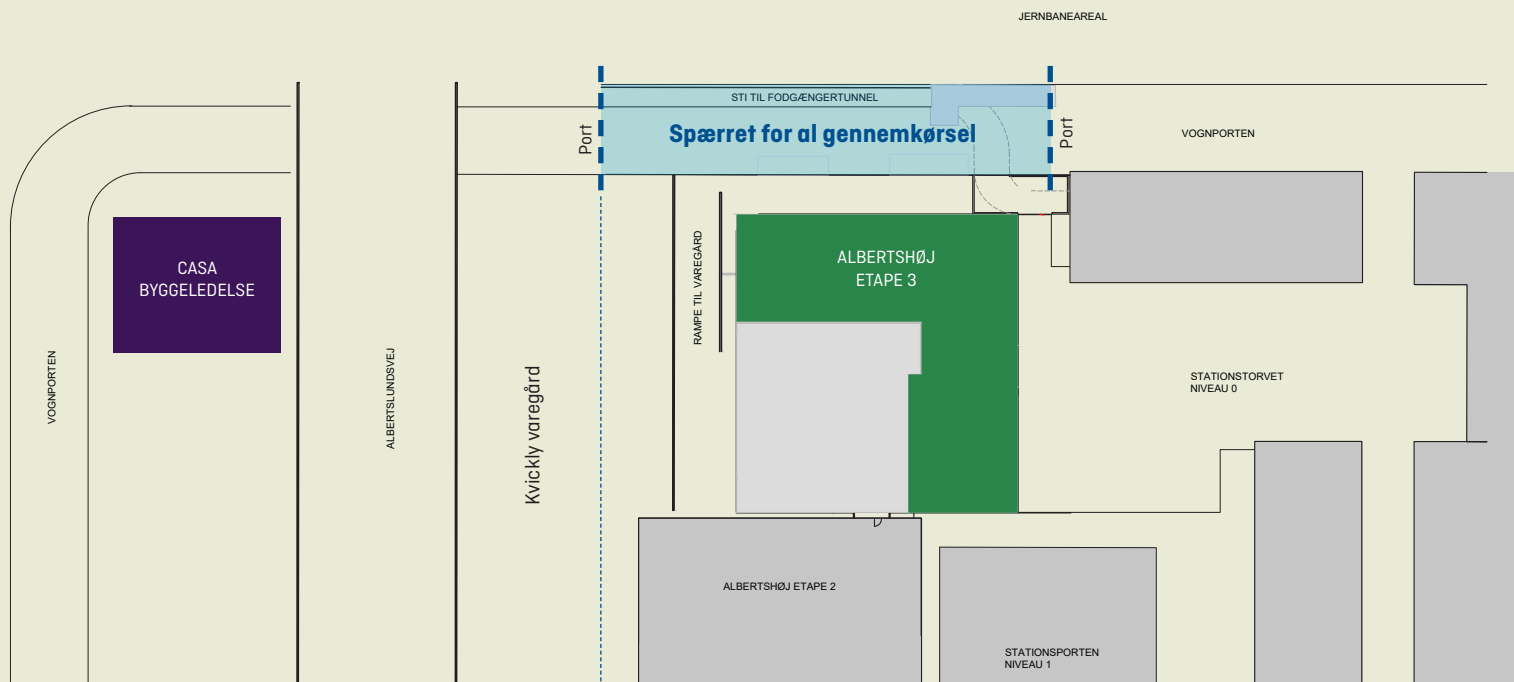 JERNBANEAREAL
STI TIL FODGÆNGERTUNNEL
Port
Spærret for al gennemkørsel
Port
VOGNPORTEN
CASA
BYGGELEDELSE
RAMPE TIL VAREGÅRD
ALBERTSHØJ
ETAPE 3
VOGNPORTEN
ALBERTSLUNDSVEJ
Kvickly varegård
STATIONSTORVET
NIVEAU 0
ALBERTSHØJ ETAPE 2
STATIONSPORTEN
NIVEAU 1